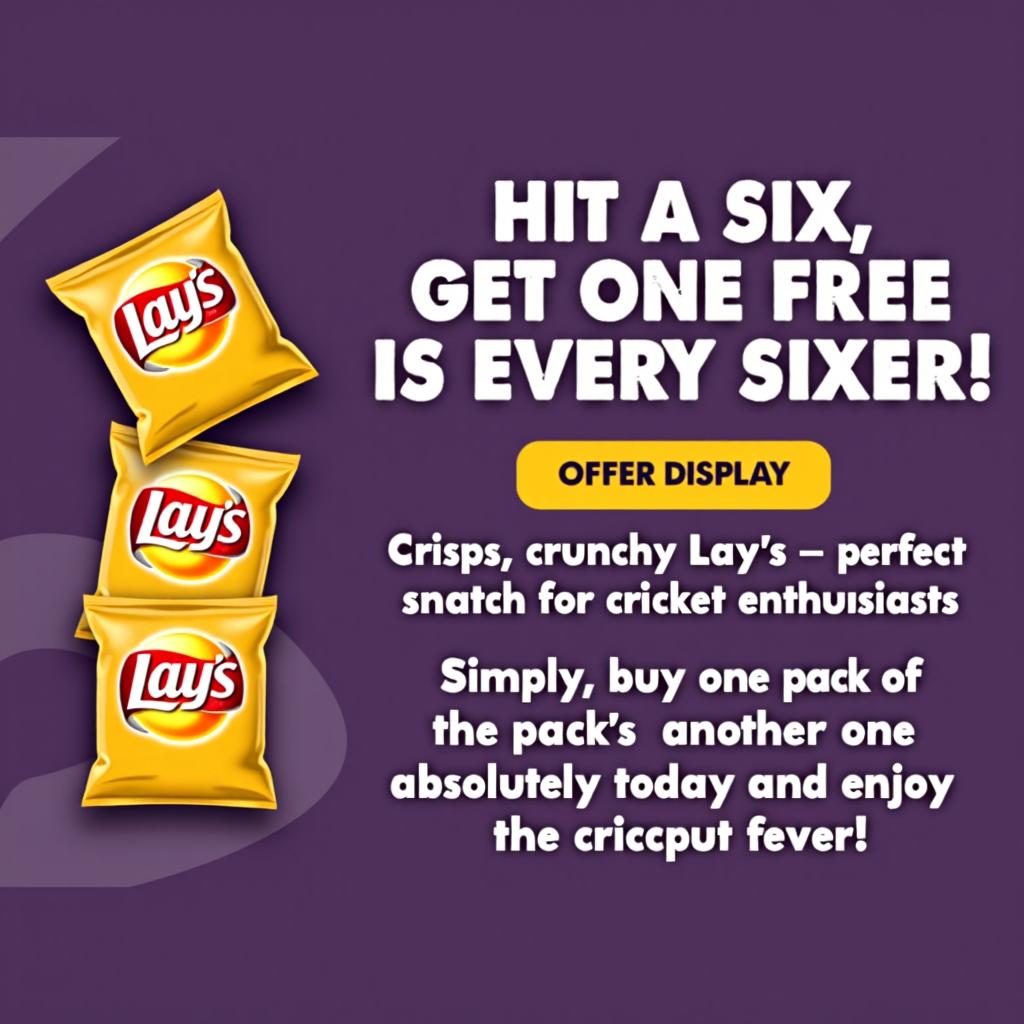 Lay's
Lay's
Lay's
HIT A SIX,
GET ONE FREE
IS EVERY SIXER!
OFFER DISPLAY
Crisps, crunchy Lay's – perfect
snatch for cricket enthusiasts
Simply, buy one pack of
the pack's another one
absolutely today and enjoy
the criccput fever!